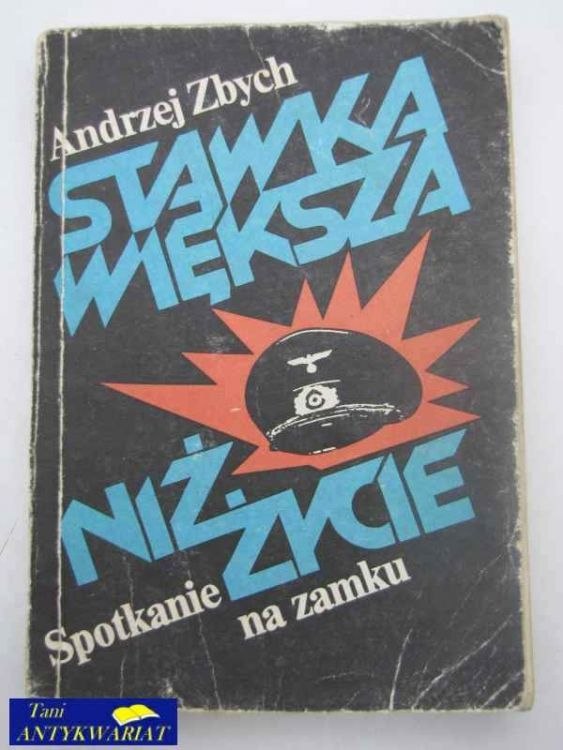 Andrzej Zbych
STAWKA
WIĘKSZA
NIŻ ŻYCIE
Spotkanie
na zamku
Tani
ANTYKWARIAT